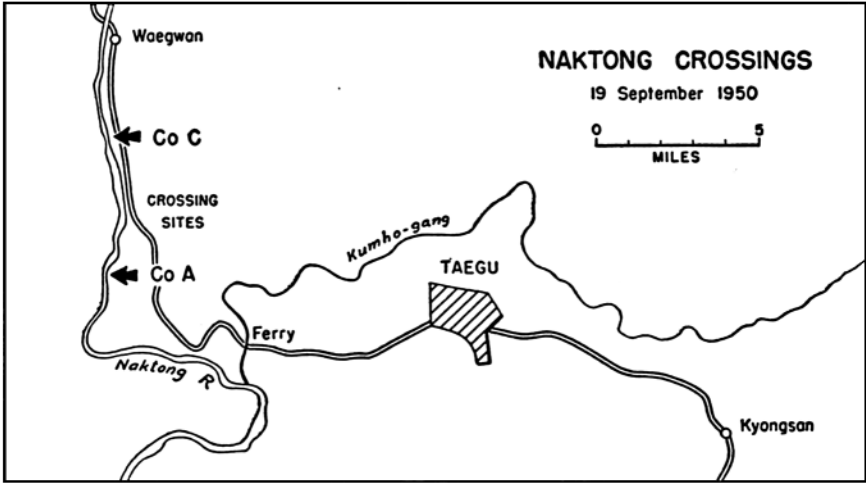 Waegwan
NAKTONG CROSSINGS
19 September 1950
0 5
MILES
Co C
CROSSING
SITES
Kumho-gang
TAEGU
Co A
Ferry
Naktong R
Kyongsan